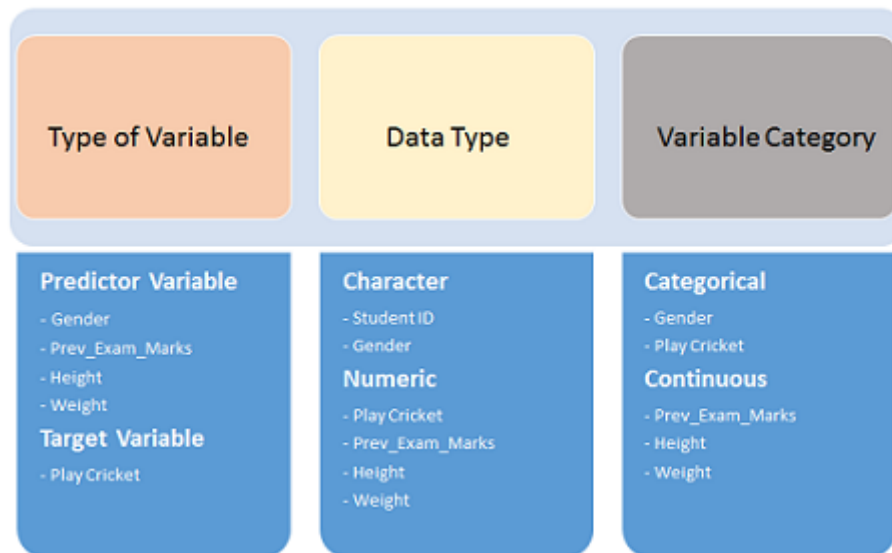 Type of Variable
Data Type
Variable Category
Predictor Variable
- Gender
- Prev_Exam_Marks
- Height
- Weight
Target Variable
- Play Cricket
Character
- Student ID
- Gender
Numeric
- Play Cricket
- Prev_Exam_Marks
- Height
- Weight
Categorical
- Gender
- Play Cricket
Continuous
- Prev_Exam_Marks
- Height
- Weight